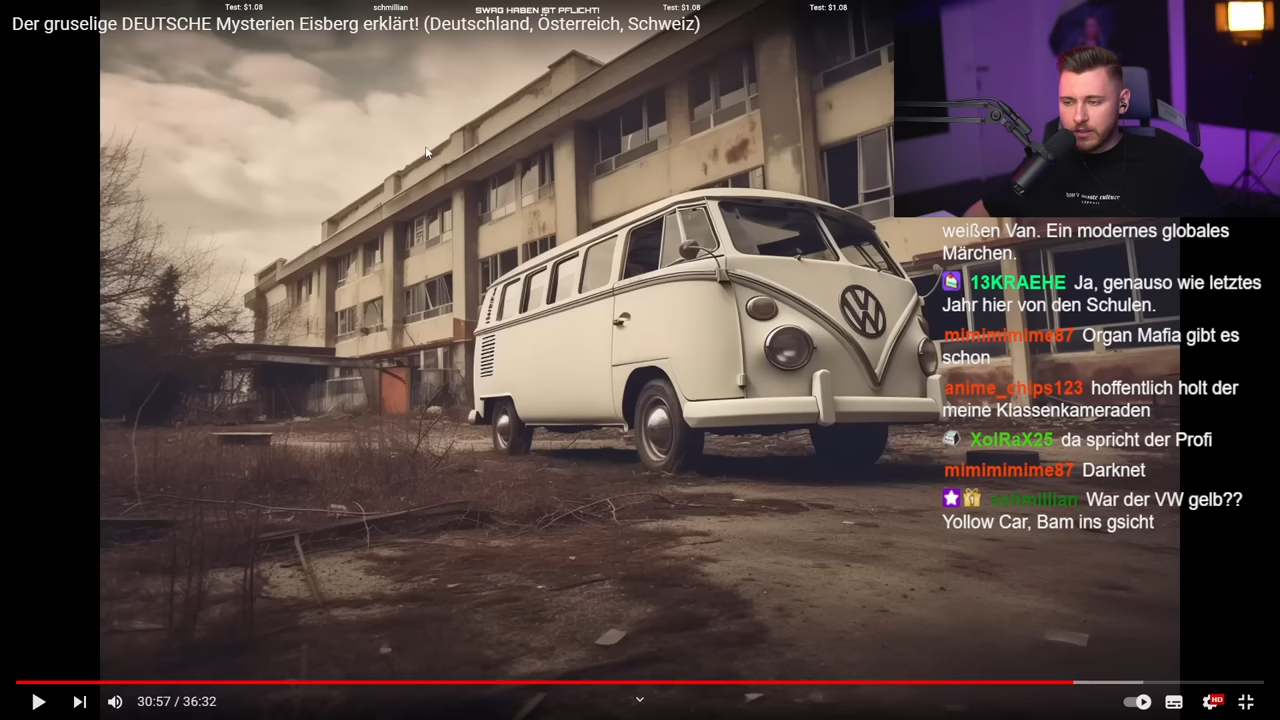 Test: $1.08
schmillian
SWAG HABEN IST PFLICHT!
Test: $1.08
Test: $1.08
Der gruselige DEUTSCHE Mysterien Eisberg erklärt! (Deutschland, Österreich, Schweiz)
weißen Van. Ein modernes globales
Märchen.
13KRAEHE Ja, genauso wie letztes
Jahr hier von den Schulen.
mimimimime87 Organ Mafia gibt es
schon
anime_chips123 hoffentlich holt der
meine Klassenkameraden
XolRaX25 da spricht der Profi
mimimimime87 Darknet
schmillian War der VW gelb??
Yollow Car, Bam ins gsicht
30:57 / 36:32
HD